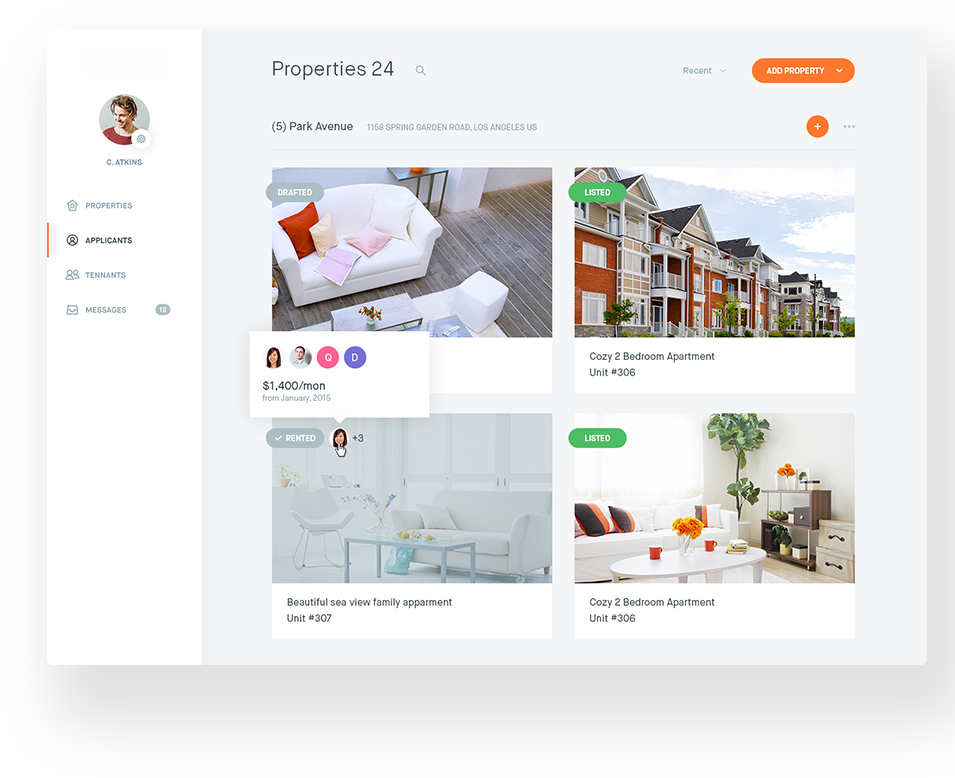 C. ATKINS
PROPERTIES
APPLICANTS
TENNANTS
MESSAGES 12
Properties 24
Recent
ADD PROPERTY
(5) Park Avenue 1158 SPRING GARDEN ROAD, LOS ANGELES US
+
DRAFTED
LISTED
Cozy 2 Bedroom Apartment
Unit #306
Q D
$1,400/mon
from January, 2015
RENTED +3
LISTED
Beautiful sea view family apparment
Unit #307
Cozy 2 Bedroom Apartment
Unit #306